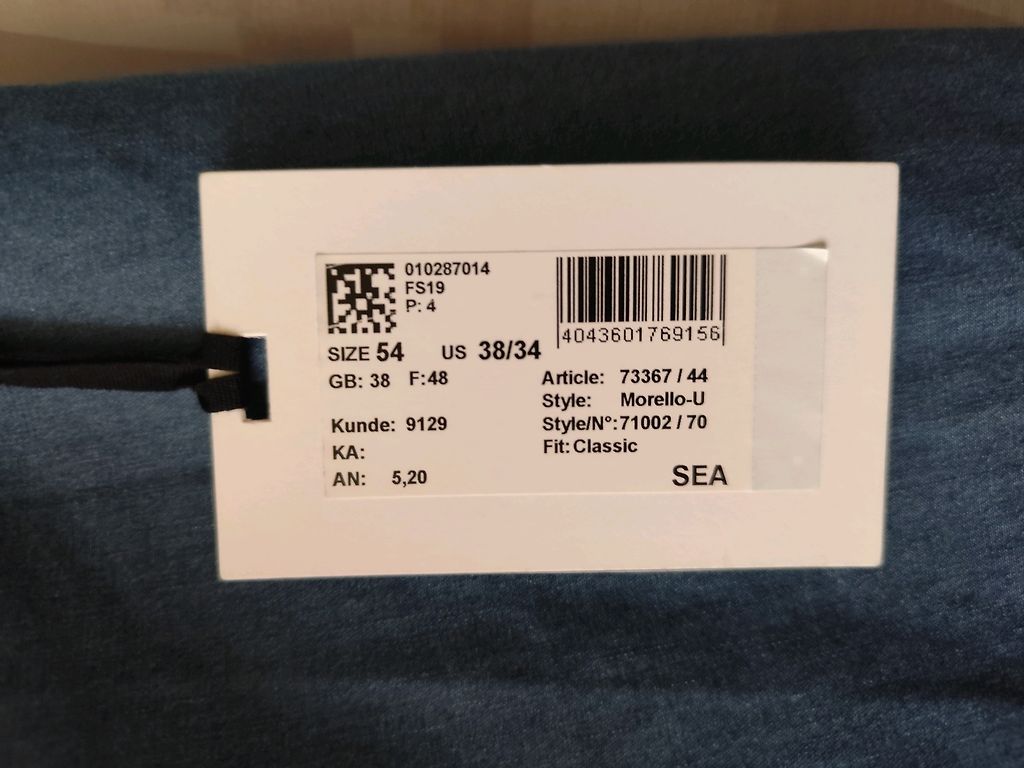 010287014
FS19
P: 4
4043601769156
SIZE 54 US 38/34
GB: 38 F:48
Article: 73367 / 44
Style: Morello-U
Kunde: 9129
Style/N°:71002 / 70
KA:
Fit: Classic
AN: 5,20
SEA